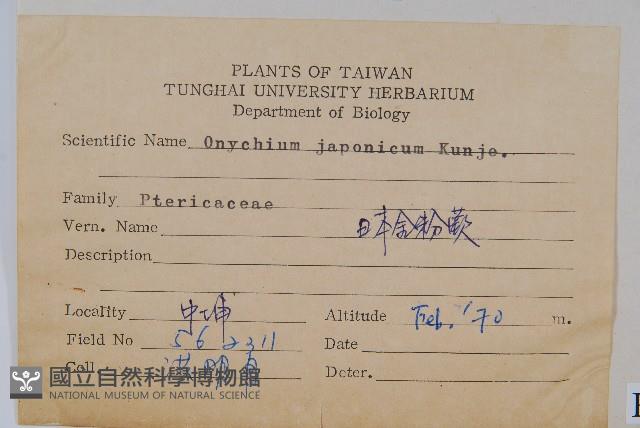 PLANTS OF TAIWAN
TUNGHAI UNIVERSITY HERBARIUM
Department of Biology
Scientific Name Onychium japonicum Kunje.
Family Ptericaceae
Vern. Name 日本金粉蕨
Description
Locality 中埔 Altitude Feb. '70 m.
Field No 562311 Date
Coll. Deter.
國立自然科學博物館
NATIONAL MUSEUM OF NATURAL SCIENCE